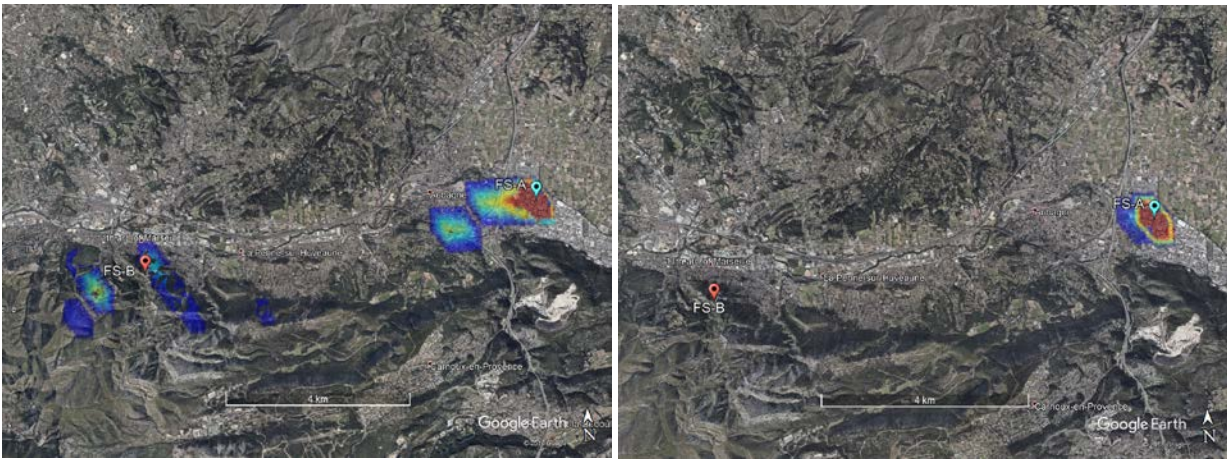 FS-A
FS-B
La Penne-sur-Huveaune
Carnoux-en-Provence
4 km
Google Earth
N
FS-A
Aubagne
La Penne-sur-Huveaune
FS-B
4 km
Carnoux-en-Provence
Google Earth
N